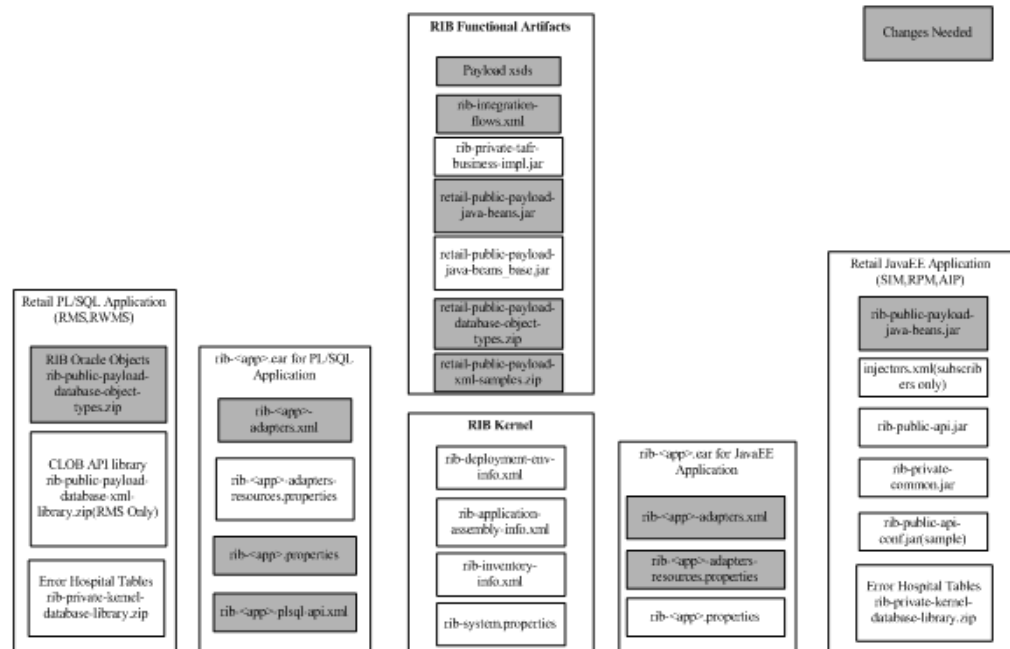 RIB Functional Artifacts
Payload xsds
rib-integration-
flows.xml
rib-private-tafr-
business-impl.jar
retail-public-payload-
java-beans.jar
retail-public-payload-
java-beans_base.jar
retail-public-payload-
database-object-
types.zip
retail-public-payload-
xml-samples.zip
Changes Needed
Retail PL/SQL Application
(RMS,RWMS)
RIB Oracle Objects
rib-public-payload-
database-object-
types.zip
CLOB API library
rib-public-payload-
database-xml-
library.zip(RMS Only)
Error Hospital Tables
rib-private-kernel-
database-library.zip
rib-<app>.ear for PL/SQL
Application
rib-<app>-
adapters.xml
rib-<app>-adapters-
resources.properties
rib-<app>.properties
rib-<app>-plsql-api.xml
RIB Kernel
rib-deployment-env-
info.xml
rib-application-
assembly-info.xml
rib-inventory-
info.xml
rib-system.properties
rib-<app>.ear for JavaEE
Application
rib-<app>-adapters.xml
rib-<app>-adapters-
resources.properties
rib-<app>.properties
Retail JavaEE Application
(SIM,RPM,AIP)
rib-public-payload-
java-beans.jar
injectors.xml(subscri
bers only)
rib-public-api.jar
rib-private-
common.jar
rib-public-api-
conf.jar(sample)
Error Hospital Tables
rib-private-kernel-
database-library.zip